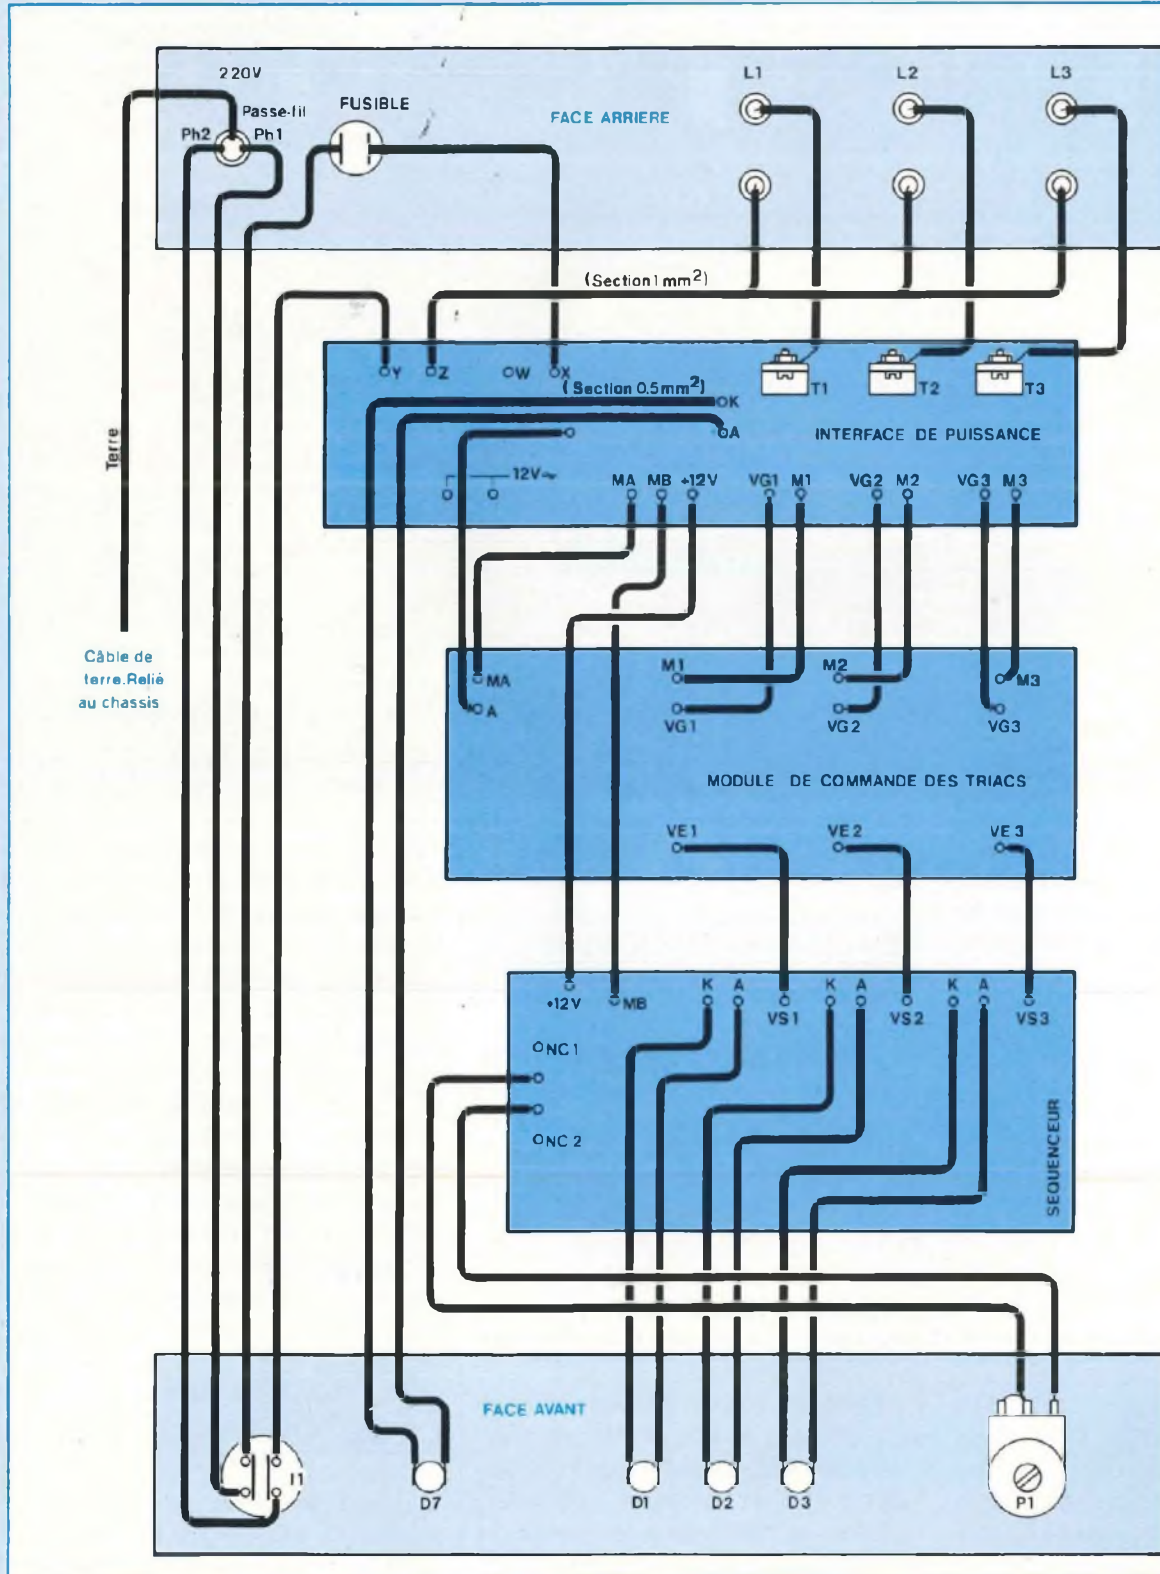 220V
Passe-fil
Ph2
Ph1
FUSIBLE
FACE ARRIERE
L1
L2
L3
(Section 1 mm²)
Y
Z
W
X
(Section 0.5mm²)
K
A
T1
T2
T3
INTERFACE DE PUISSANCE
12V~
MA MB +12V VG1 M1 VG2 M2 VG3 M3
Terre
Câble de
terre.Relié
au chassis
MA
A
M1
VG1
M2
VG2
M3
VG3
MODULE DE COMMANDE DES TRIACS
VE1
VE2
VE3
+12V
MB
K A
VS1
K A
VS2
K A
VS3
NC1
NC2
SEQUENCEUR
FACE AVANT
I1
D7
D1
D2
D3
P1